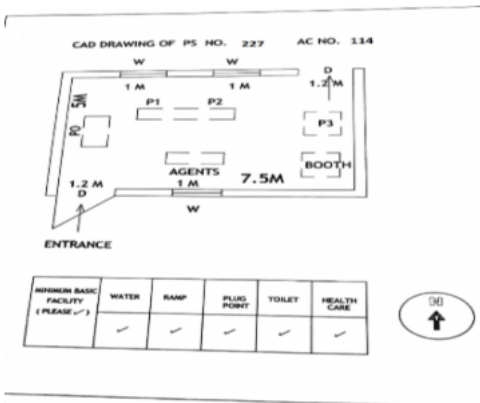 CAD DRAWING OF PS NO. 227 AC NO. 114
W W D
1 M 1 M 1.2 M
5M
P1 P2
P3
PO
BOOTH
AGENTS
1.2 M 1 M 7.5M
D
W
ENTRANCE
MINIMUM BASIC
FACILITY
( PLEASE ✓ )
WATER
RAMP
PLUG
POINT
TOILET
HEALTH
CARE
✓ ✓ ✓ ✓ ✓
N